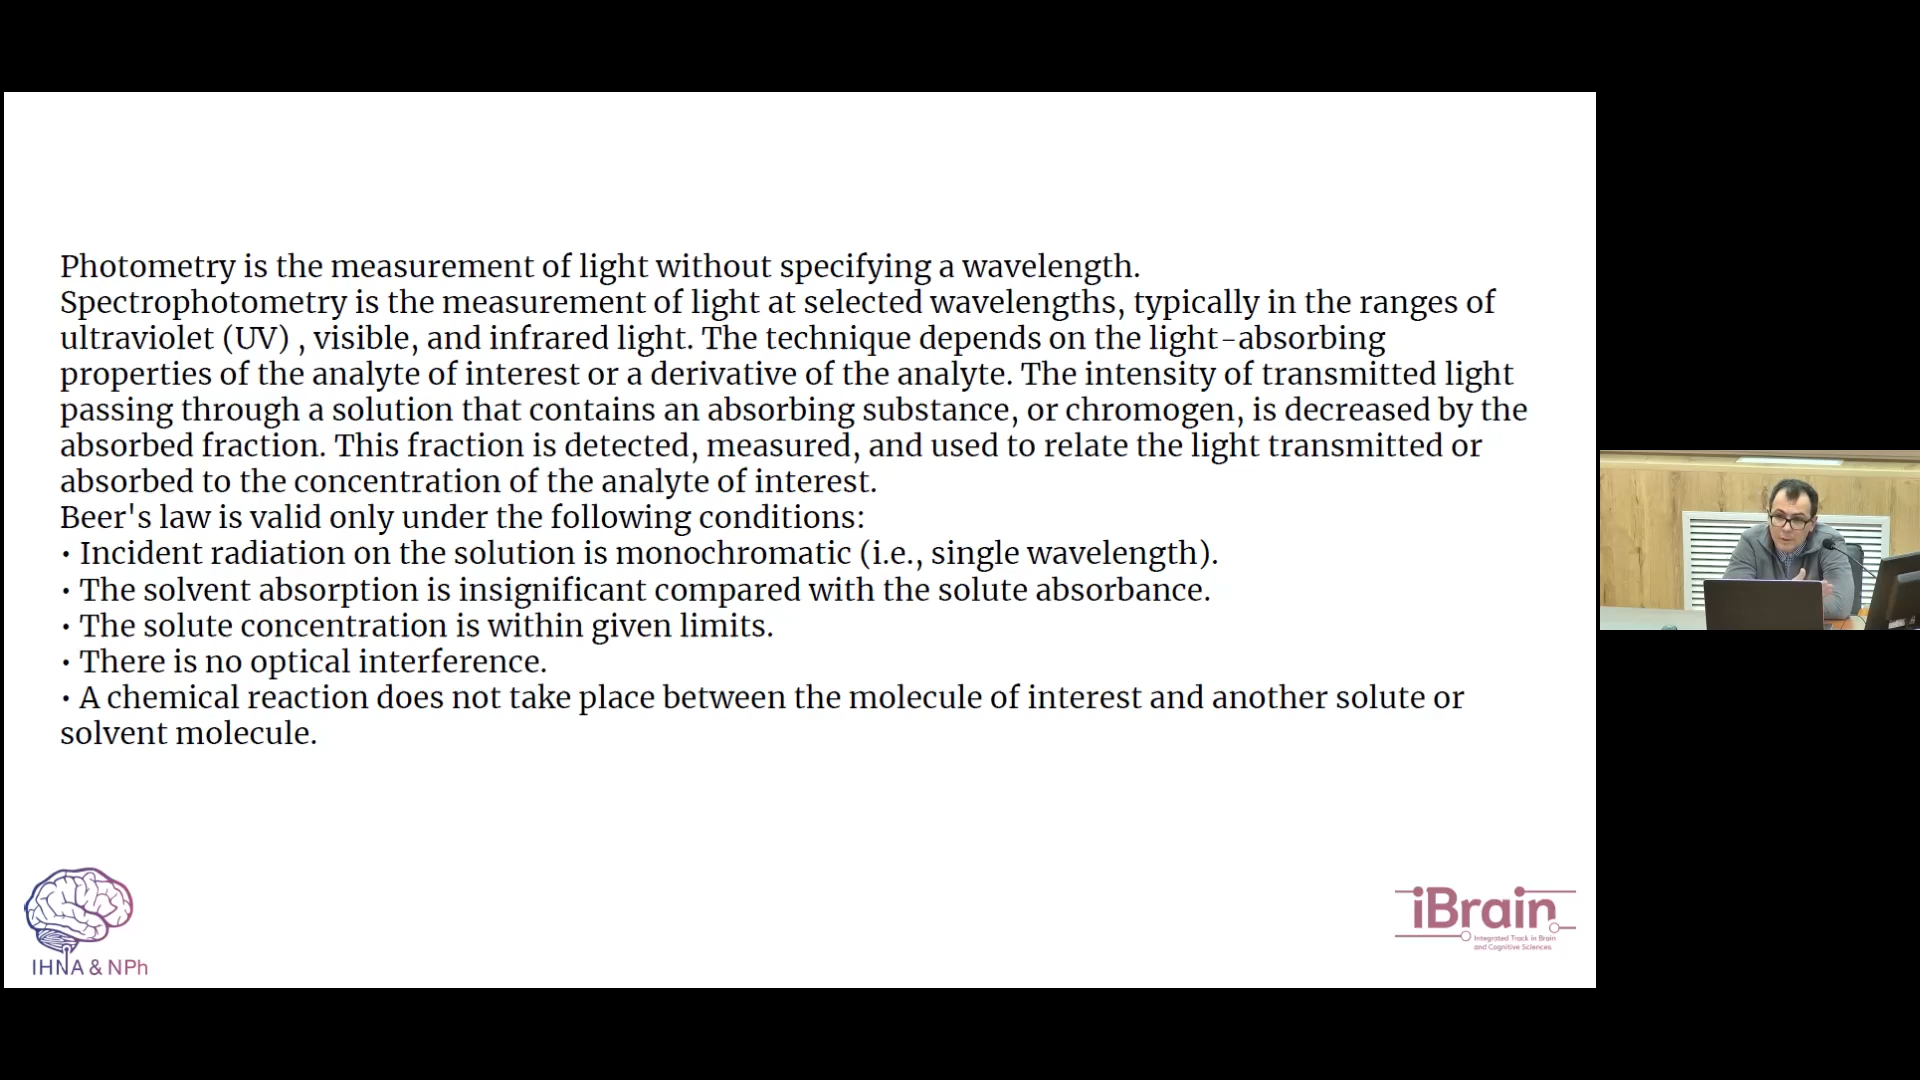 Photometry is the measurement of light without specifying a wavelength.
Spectrophotometry is the measurement of light at selected wavelengths, typically in the ranges of
ultraviolet (UV) , visible, and infrared light. The technique depends on the light-absorbing
properties of the analyte of interest or a derivative of the analyte. The intensity of transmitted light
passing through a solution that contains an absorbing substance, or chromogen, is decreased by the
absorbed fraction. This fraction is detected, measured, and used to relate the light transmitted or
absorbed to the concentration of the analyte of interest.
Beer's law is valid only under the following conditions:
• Incident radiation on the solution is monochromatic (i.e., single wavelength).
• The solvent absorption is insignificant compared with the solute absorbance.
• The solute concentration is within given limits.
• There is no optical interference.
• A chemical reaction does not take place between the molecule of interest and another solute or
solvent molecule.
IHNA & NPh
iBrain
Integrated Track in Brain
and Cognitive Sciences